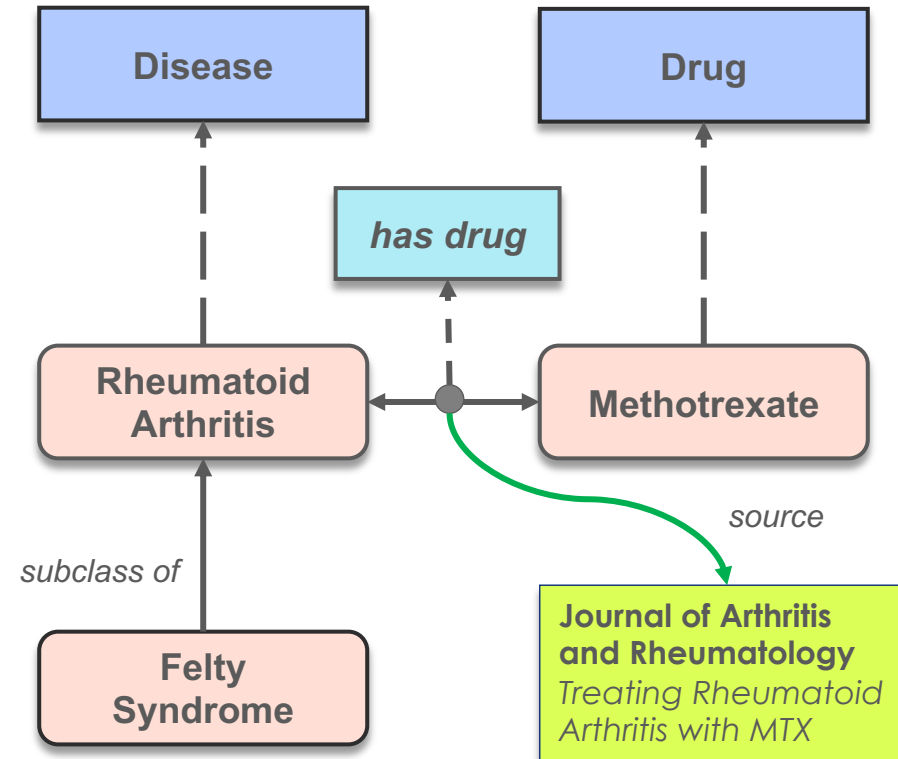 Disease
Drug
has drug
Rheumatoid
Arthritis
Methotrexate
source
subclass of
Journal of Arthritis
and Rheumatology
Treating Rheumatoid
Arthritis with MTX
Felty
Syndrome